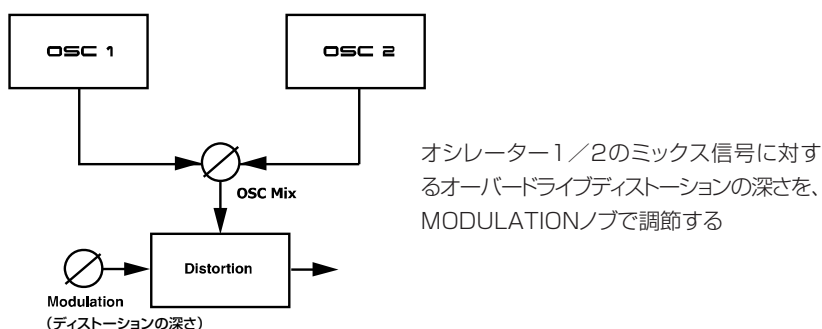 OSC 1
OSC 2
OSC Mix
オシレーター1／2のミックス信号に対す
るオーバードライブディストーションの深さを、
MODULATIONノブで調節する
Distortion
Modulation
(ディストーションの深さ)